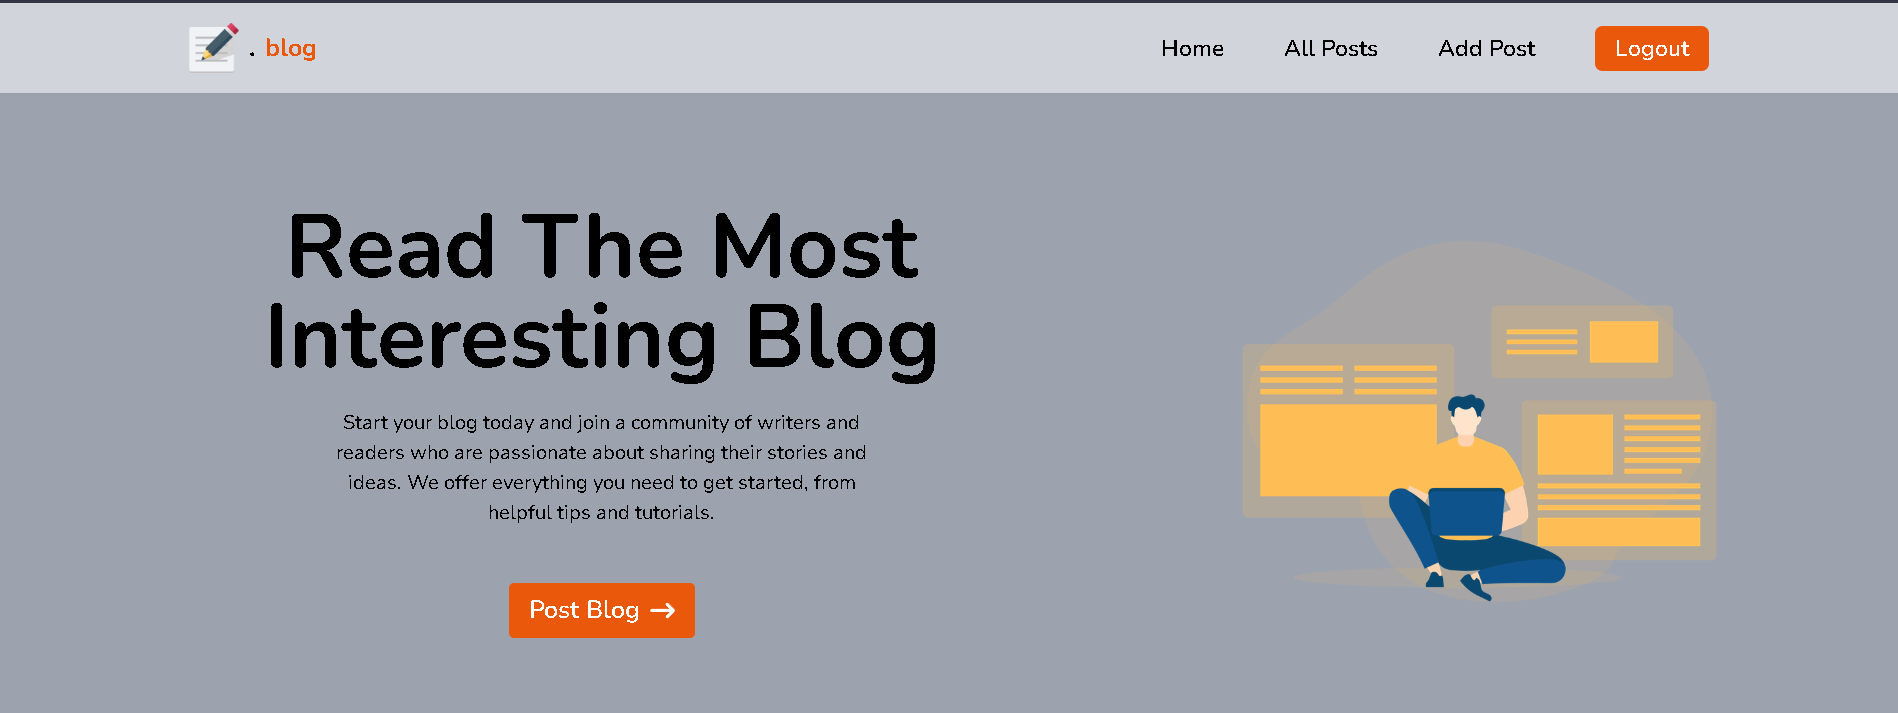 . blog
Home
All Posts
Add Post
Logout
Read The Most
Interesting Blog
Start your blog today and join a community of writers and
readers who are passionate about sharing their stories and
ideas. We offer everything you need to get started, from
helpful tips and tutorials.
Post Blog →